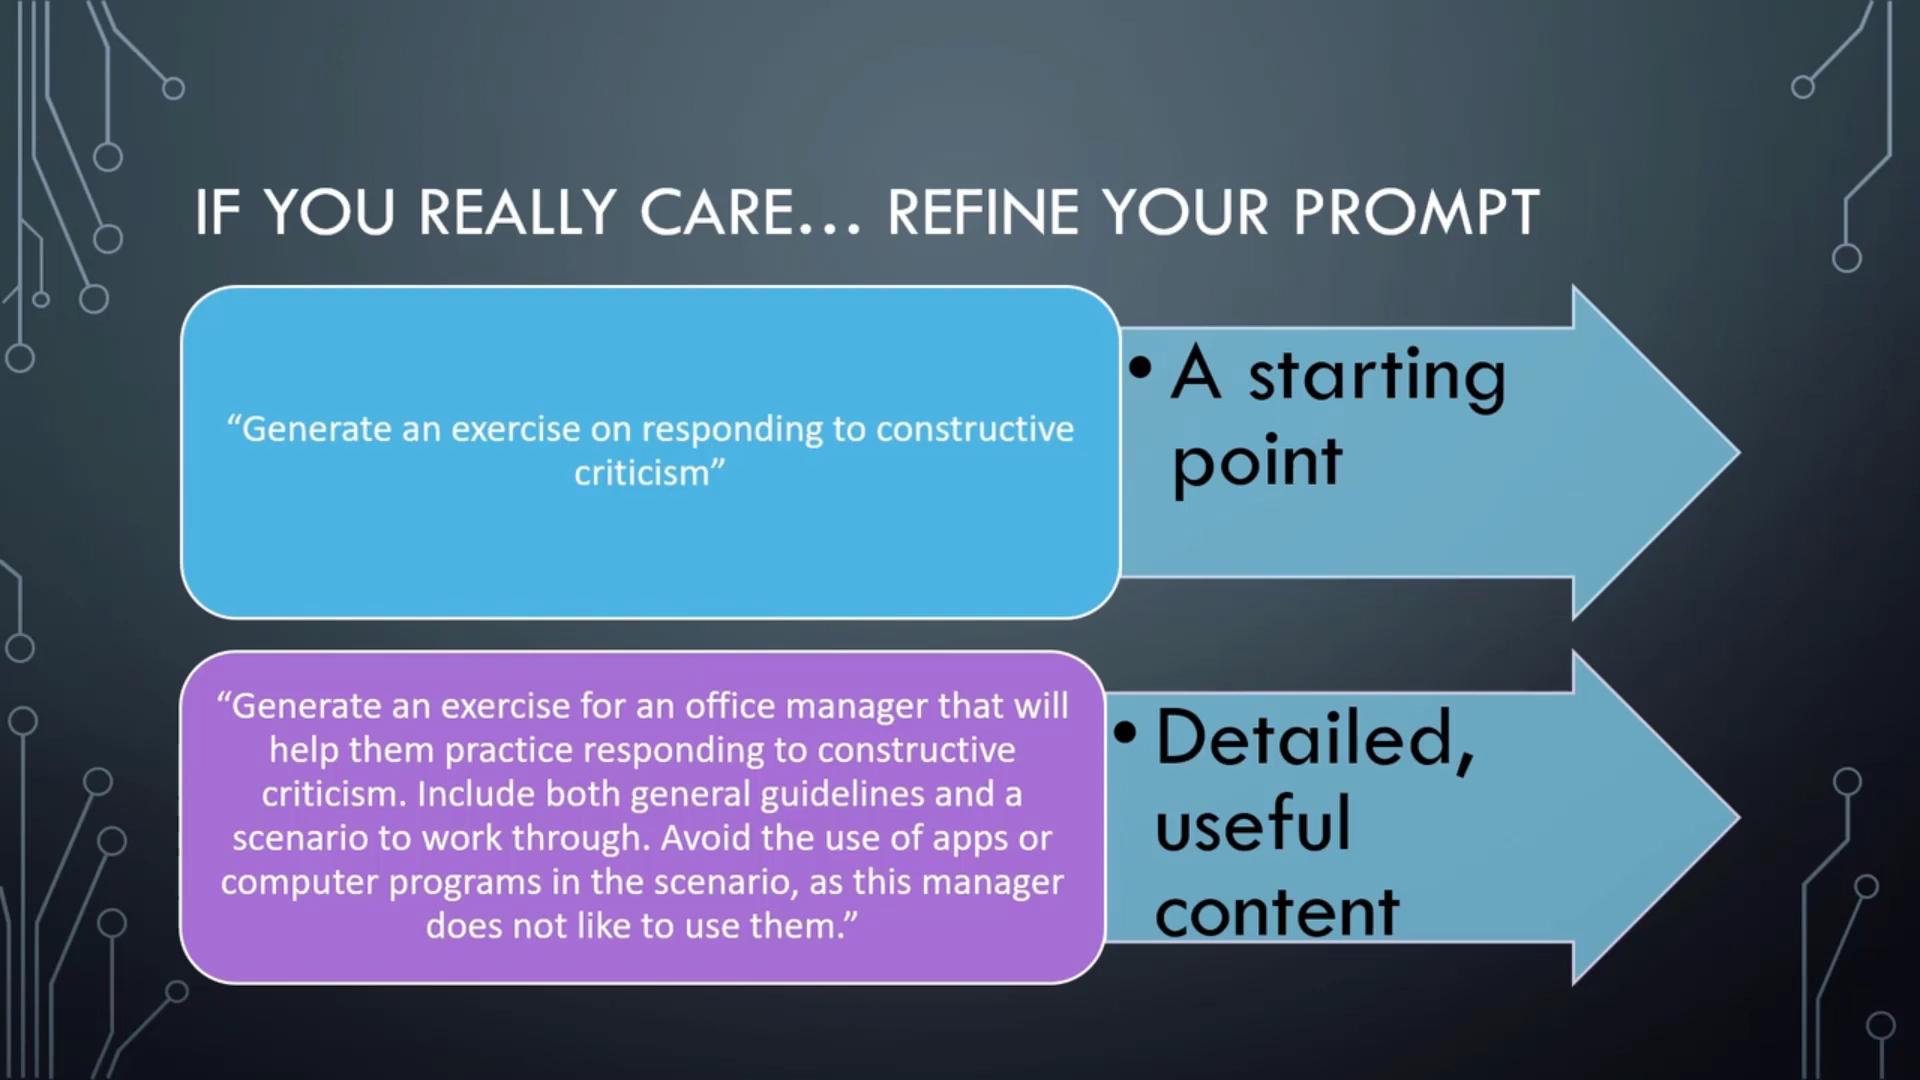 IF YOU REALLY CARE... REFINE YOUR PROMPT
“Generate an exercise on responding to constructive
criticism”
• A starting
point
“Generate an exercise for an office manager that will
help them practice responding to constructive
criticism. Include both general guidelines and a
scenario to work through. Avoid the use of apps or
computer programs in the scenario, as this manager
does not like to use them.”
• Detailed,
useful
content